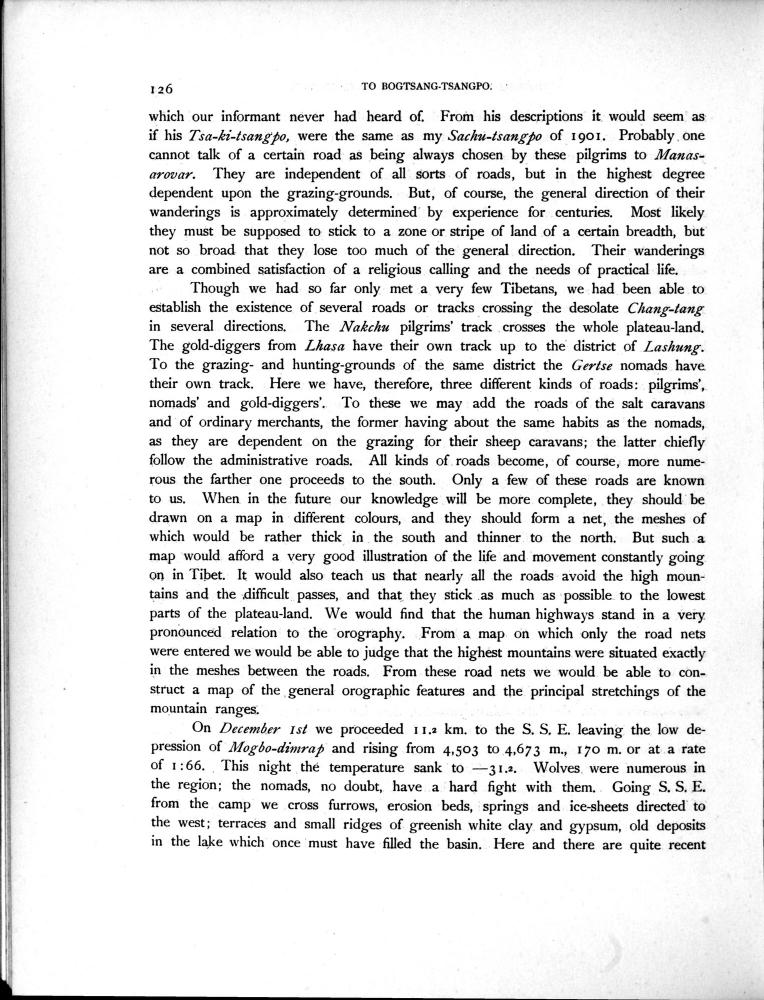 126
TO BOGTSANG-TSANGPO.
which our informant never had heard of. From his descriptions it would seem as
if his Tsa-ki-tsangpo, were the same as my Sachu-tsangpo of 1901. Probably one
cannot talk of a certain road as being always chosen by these pilgrims to Manas-
arovar. They are independent of all sorts of roads, but in the highest degree
dependent upon the grazing-grounds. But, of course, the general direction of their
wanderings is approximately determined by experience for centuries. Most likely
they must be supposed to stick to a zone or stripe of land of a certain breadth, but
not so broad that they lose too much of the general direction. Their wanderings
are a combined satisfaction of a religious calling and the needs of practical life.
Though we had so far only met a very few Tibetans, we had been able to
establish the existence of several roads or tracks crossing the desolate Chang-tang
in several directions. The Nakchu pilgrims' track crosses the whole plateau-land.
The gold-diggers from Lhasa have their own track up to the district of Lashung.
To the grazing- and hunting-grounds of the same district the Gertse nomads have
their own track. Here we have, therefore, three different kinds of roads: pilgrims',
nomads' and gold-diggers'. To these we may add the roads of the salt caravans
and of ordinary merchants, the former having about the same habits as the nomads,
as they are dependent on the grazing for their sheep caravans; the latter chiefly
follow the administrative roads. All kinds of roads become, of course, more nume-
rous the farther one proceeds to the south. Only a few of these roads are known
to us. When in the future our knowledge will be more complete, they should be
drawn on a map in different colours, and they should form a net, the meshes of
which would be rather thick in the south and thinner to the north. But such a
map would afford a very good illustration of the life and movement constantly going
on in Tibet. It would also teach us that nearly all the roads avoid the high moun-
tains and the difficult passes, and that they stick as much as possible to the lowest
parts of the plateau-land. We would find that the human highways stand in a very
pronounced relation to the orography. From a map on which only the road nets
were entered we would be able to judge that the highest mountains were situated exactly
in the meshes between the roads. From these road nets we would be able to con-
struct a map of the general orographic features and the principal stretchings of the
mountain ranges.
On December 1st we proceeded 11.2 km. to the S. S. E. leaving the low de-
pression of Mogbo-dimrap and rising from 4,503 to 4,673 m., 170 m. or at a rate
of 1:66. This night the temperature sank to —31.2. Wolves were numerous in
the region; the nomads, no doubt, have a hard fight with them. Going S. S. E.
from the camp we cross furrows, erosion beds, springs and ice-sheets directed to
the west; terraces and small ridges of greenish white clay and gypsum, old deposits
in the lake which once must have filled the basin. Here and there are quite recent